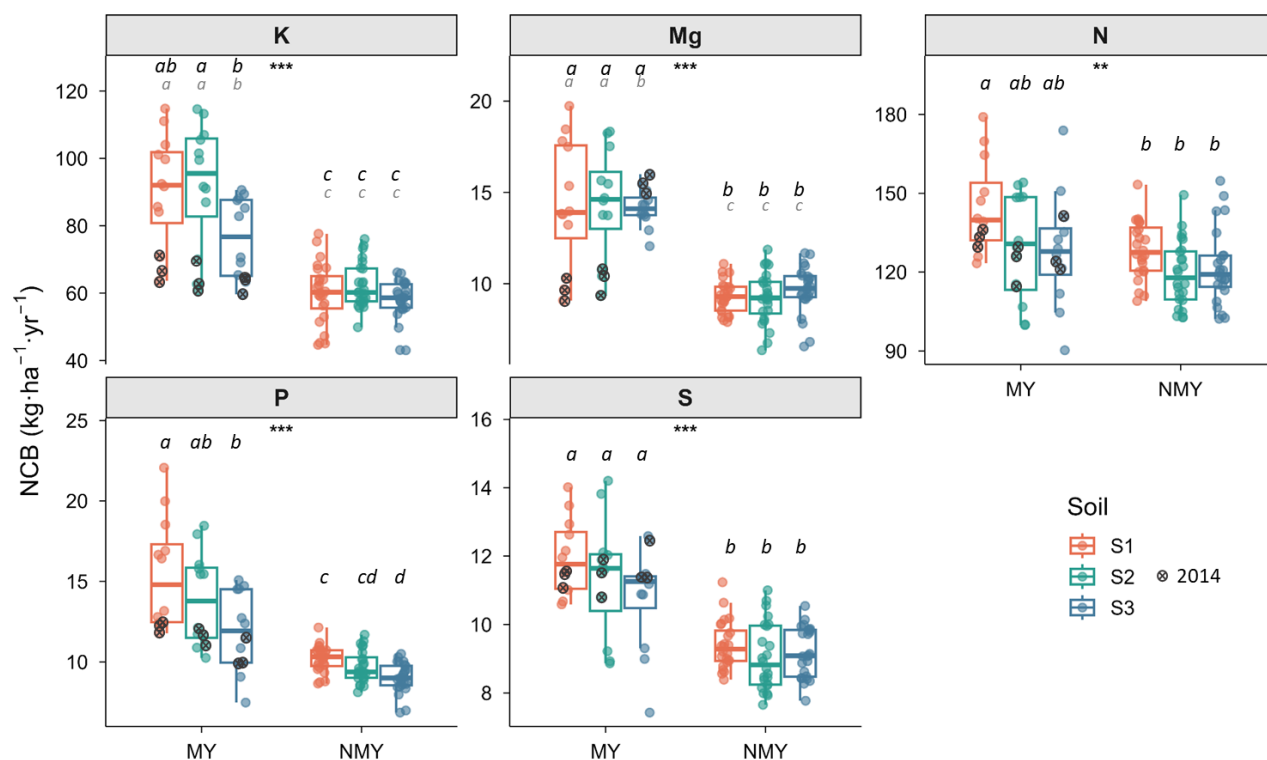 K
Mg
N
ab a b ***
a a b
a a a ***
a a b
**
a ab ab
b b b
c c c
c c c
b b b
c c c
120
100
80
60
40
20
10
180
150
120
90
MY NMY
NCB (kg·ha⁻¹·yr⁻¹)
P
S
***
a ab b
c cd d
***
a a a
b b b
25
20
15
10
16
14
12
10
8
MY NMY
MY NMY
Soil
S1
S2
S3
2014